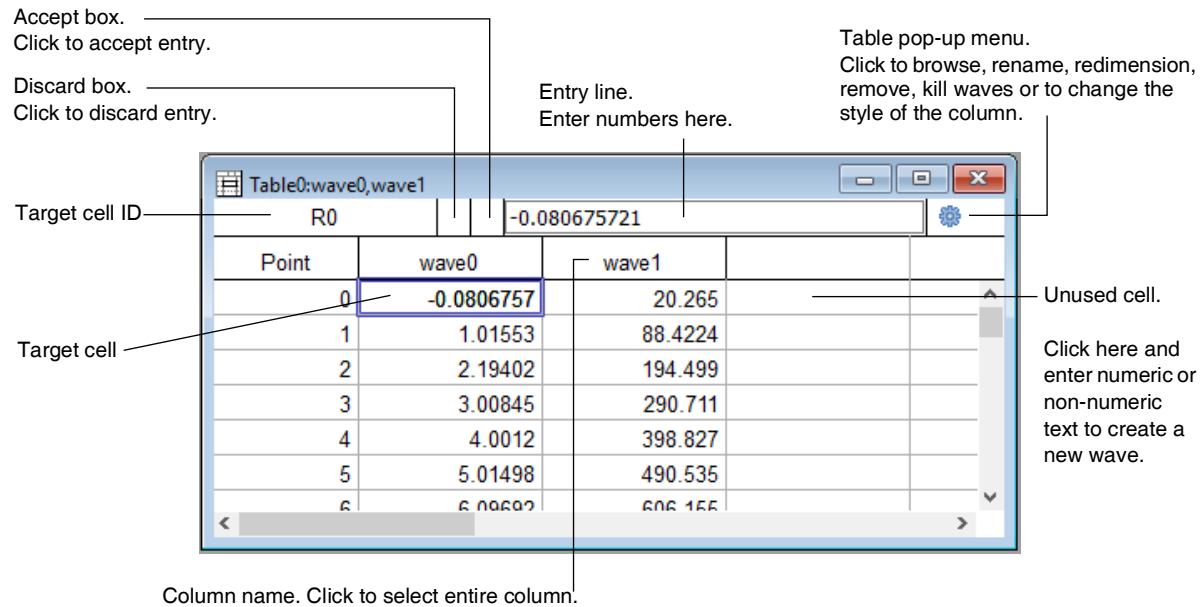 Accept box.
Click to accept entry.
Discard box.
Click to discard entry.
Entry line.
Enter numbers here.
Table pop-up menu.
Click to browse, rename, redimension,
remove, kill waves or to change the
style of the column.
Table0:wave0,wave1
Target cell ID
R0
-0.080675721
Point wave0 wave1
0 -0.0806757 20.265
1 1.01553 88.4224
2 2.19402 194.499
3 3.00845 290.711
4 4.0012 398.827
5 5.01498 490.535
6 6.09692 606.155
Target cell
Unused cell.
Click here and
enter numeric or
non-numeric
text to create a
new wave.
Column name. Click to select entire column.